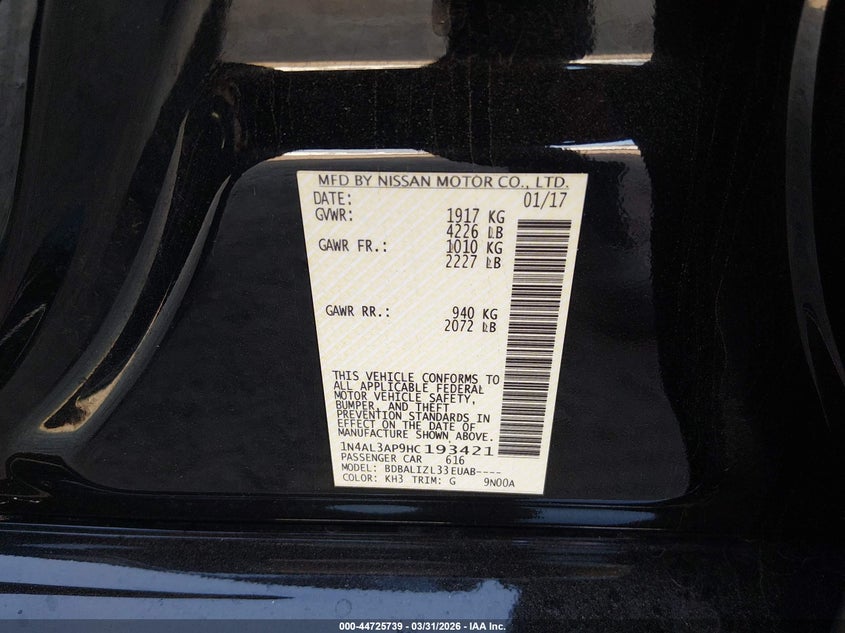 MFD BY NISSAN MOTOR CO., LTD.
DATE: 01/17
GVWR: 1917 KG
4226 LB
GAWR FR.: 1010 KG
2227 LB
GAWR RR.: 940 KG
2072 LB
THIS VEHICLE CONFORMS TO
ALL APPLICABLE FEDERAL
MOTOR VEHICLE SAFETY,
BUMPER, AND THEFT
PREVENTION STANDARDS IN
EFFECT ON THE DATE OF
MANUFACTURE SHOWN ABOVE.
1N4AL3AP9HC193421
PASSENGER CAR 616
MODEL: BDBALIZL33EUAB----
COLOR: KH3 TRIM: G 9N00A
000-44725739 - 03/31/2026 - IAA Inc.